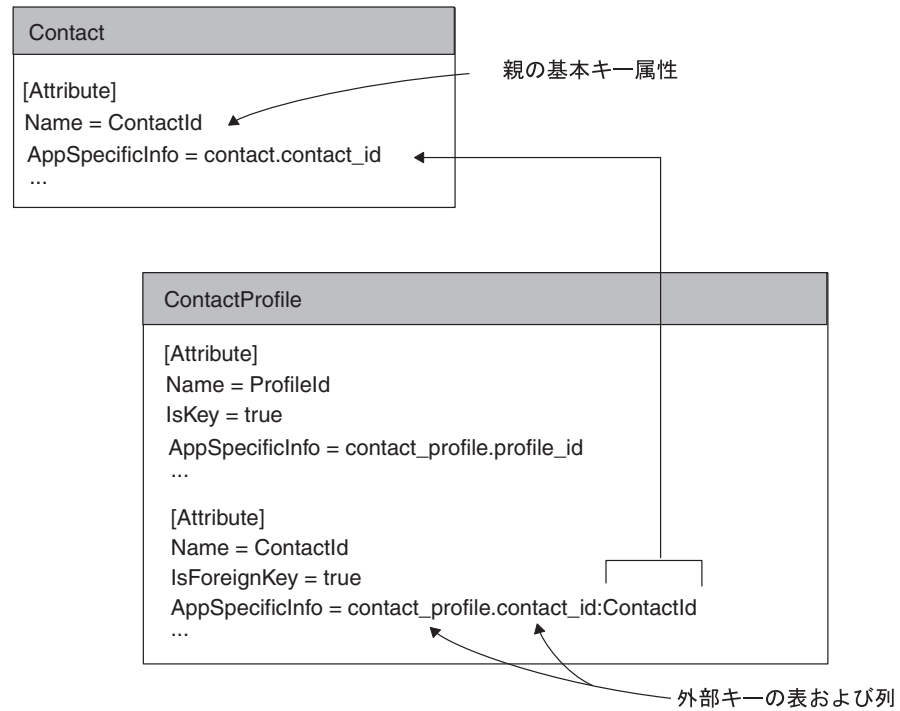 Contact
[Attribute]
Name = ContactId
AppSpecificInfo = contact.contact_id
...
親の基本キー属性
ContactProfile
[Attribute]
Name = ProfileId
IsKey = true
AppSpecificInfo = contact_profile.profile_id
...
[Attribute]
Name = ContactId
IsForeignKey = true
AppSpecificInfo = contact_profile.contact_id:ContactId
...
外部キーの表および列